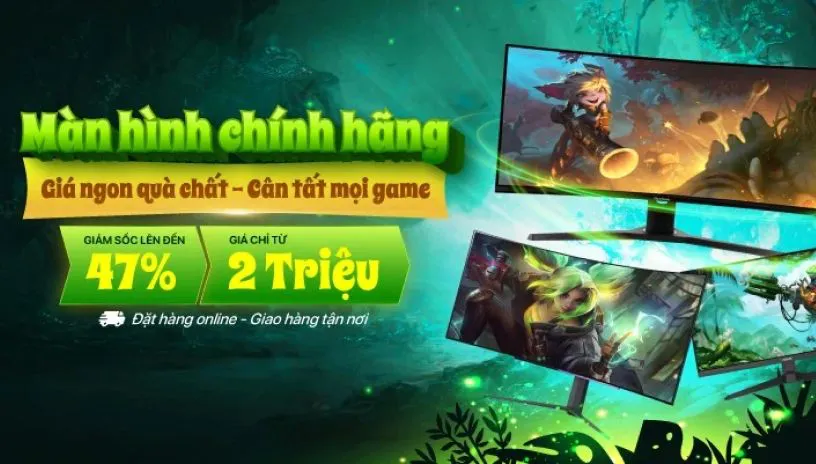 Màn hình chính hãng
Giá ngon quà chất - Cân tất mọi game
GIẢM SỐC LÊN ĐẾN
47%
GIÁ CHỈ TỪ
2 Triệu
Đặt hàng online - Giao hàng tận nơi